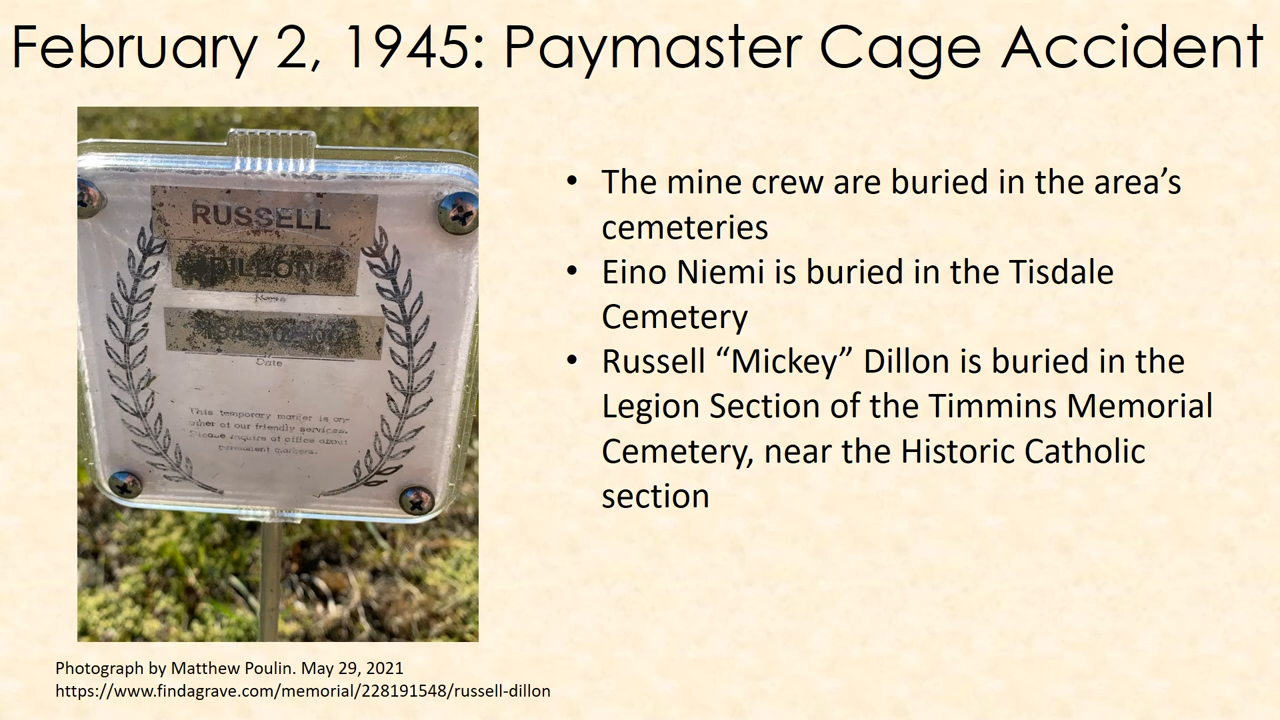 February 2, 1945: Paymaster Cage Accident
RUSSELL
DILLON
Name
Date
This temporary marker is an-
other of our friendly services.
Please inquire at office about
permanent markers.
• The mine crew are buried in the area’s
cemeteries
• Eino Niemi is buried in the Tisdale
Cemetery
• Russell “Mickey” Dillon is buried in the
Legion Section of the Timmins Memorial
Cemetery, near the Historic Catholic
section
Photograph by Matthew Poulin. May 29, 2021
https://www.findagrave.com/memorial/228191548/russell-dillon